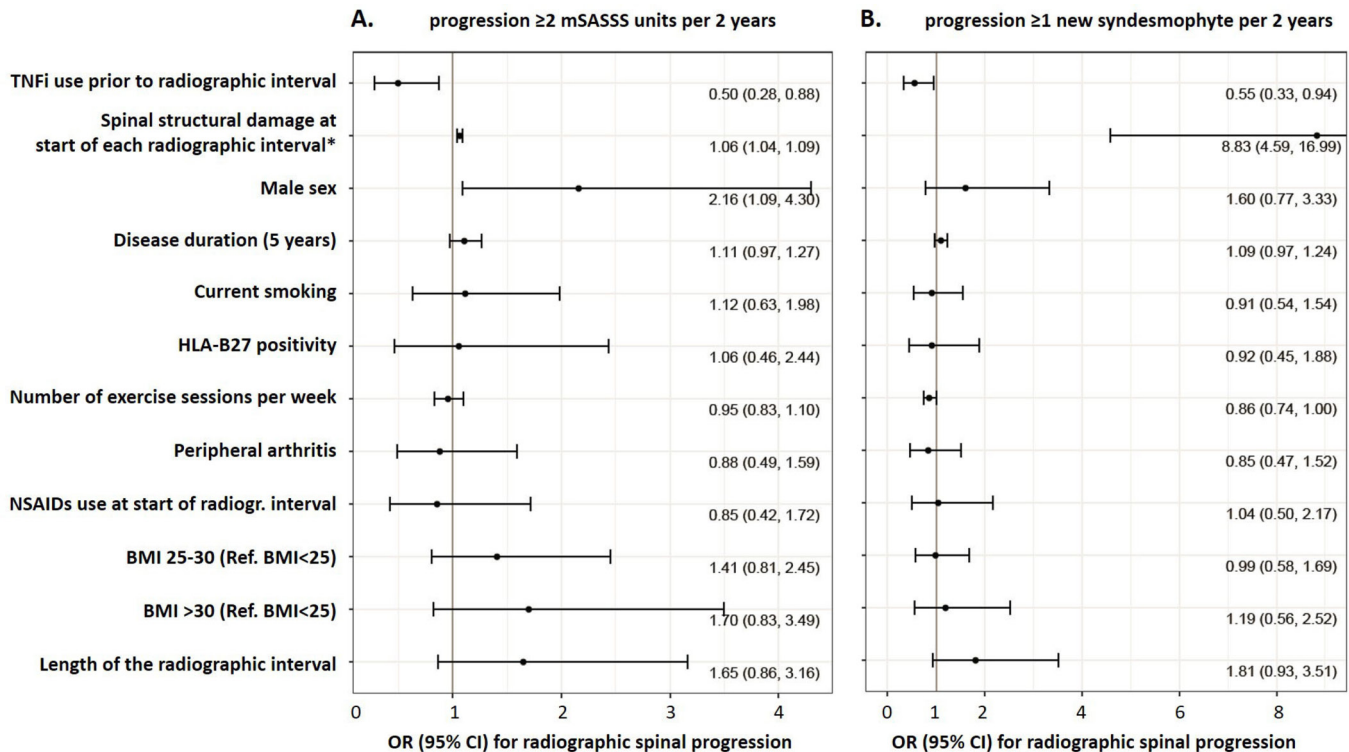 A. progression ≥2 mSASSS units per 2 years
B. progression ≥1 new syndesmophyte per 2 years
TNFi use prior to radiographic interval
0.50 (0.28, 0.88)
0.55 (0.33, 0.94)
Spinal structural damage at
start of each radiographic interval*
1.06 (1.04, 1.09)
8.83 (4.59, 16.99)
Male sex
2.16 (1.09, 4.30)
1.60 (0.77, 3.33)
Disease duration (5 years)
1.11 (0.97, 1.27)
1.09 (0.97, 1.24)
Current smoking
1.12 (0.63, 1.98)
0.91 (0.54, 1.54)
HLA-B27 positivity
1.06 (0.46, 2.44)
0.92 (0.45, 1.88)
Number of exercise sessions per week
0.95 (0.83, 1.10)
0.86 (0.74, 1.00)
Peripheral arthritis
0.88 (0.49, 1.59)
0.85 (0.47, 1.52)
NSAIDs use at start of radiogr. interval
0.85 (0.42, 1.72)
1.04 (0.50, 2.17)
BMI 25-30 (Ref. BMI<25)
1.41 (0.81, 2.45)
0.99 (0.58, 1.69)
BMI >30 (Ref. BMI<25)
1.70 (0.83, 3.49)
1.19 (0.56, 2.52)
Length of the radiographic interval
1.65 (0.86, 3.16)
1.81 (0.93, 3.51)
0 1 2 3 4
0 1 2 4 6 8
OR (95% CI) for radiographic spinal progression
OR (95% CI) for radiographic spinal progression